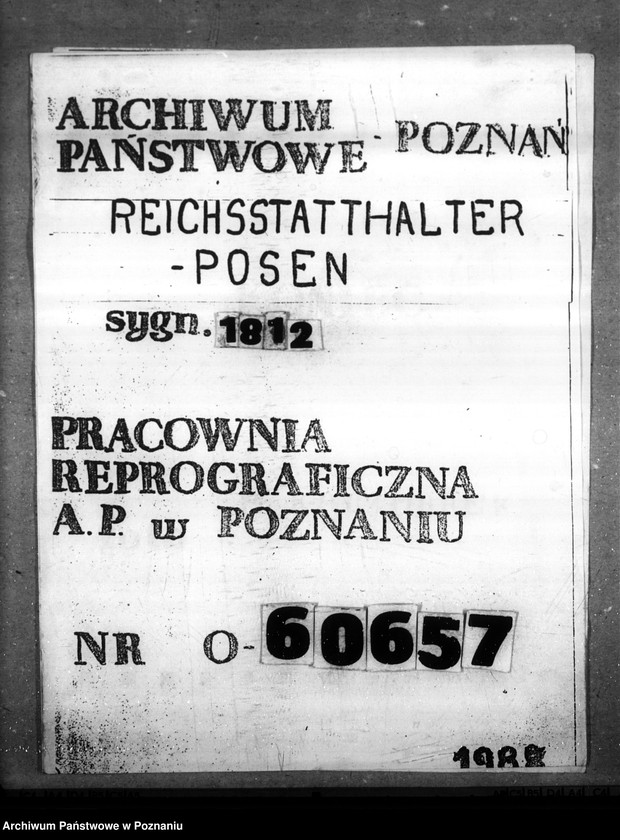 ARCHIWUM
PAŃSTWOWE - POZNAŃ
REICHSSTATTHALTER
-POSEN
sygn. 1812
PRACOWNIA
REPROGRAFICZNA
A.P. w POZNANIU
NR O-60657
Archiwum Państwowe w Poznaniu